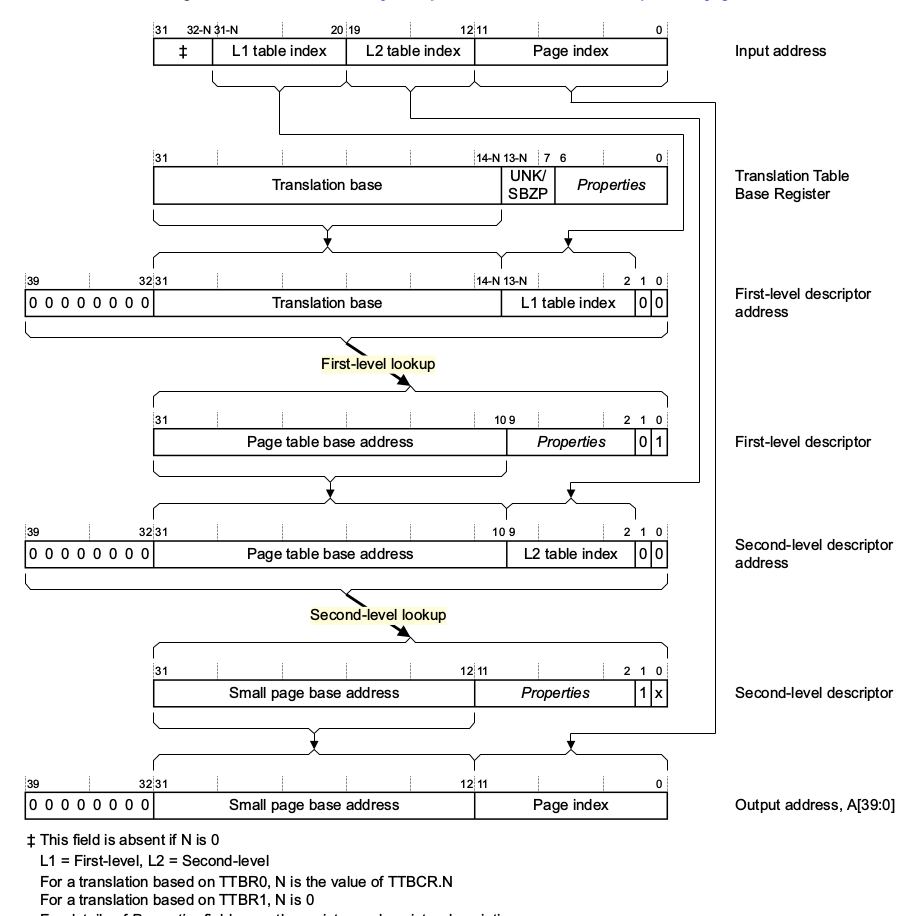 31 32-N 31-N 20 19 12 11 0
‡ L1 table index L2 table index Page index Input address
31 14-N 13-N 7 6 0
Translation base UNK/ SBZP Properties Translation Table Base Register
39 32 31 14-N 13-N 2 1 0
0 0 0 0 0 0 0 0 Translation base L1 table index 0 0 First-level descriptor address
First-level lookup
31 10 9 2 1 0
Page table base address Properties 0 1 First-level descriptor
39 32 31 10 9 2 1 0
0 0 0 0 0 0 0 0 Page table base address L2 table index 0 0 Second-level descriptor address
Second-level lookup
31 12 11 2 1 0
Small page base address Properties 1 x Second-level descriptor
39 32 31 12 11 0
0 0 0 0 0 0 0 0 Small page base address Page index Output address, A[39:0]
‡ This field is absent if N is 0
L1 = First-level, L2 = Second-level
For a translation based on TTBR0, N is the value of TTBCR.N
For a translation based on TTBR1, N is 0